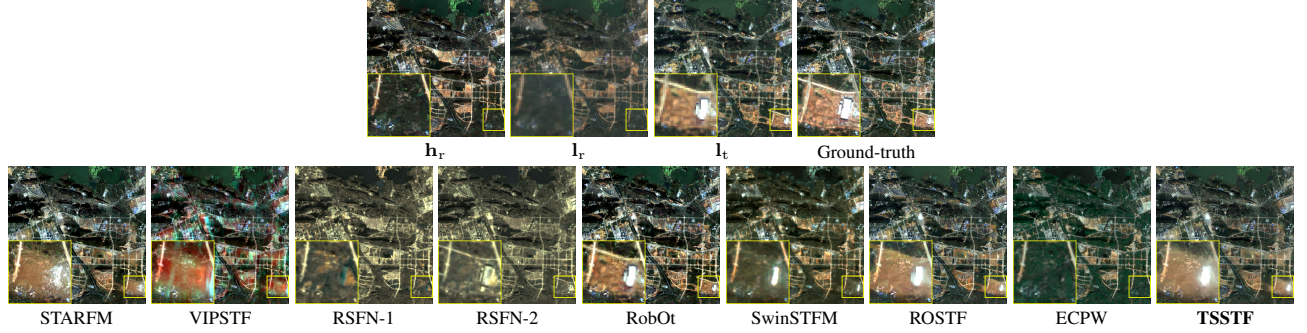 h_r l_r l_t Ground-truth
STARFM VIPSTF RSFN-1 RSFN-2 RobOt SwinSTFM ROSTF ECPW TSSTF